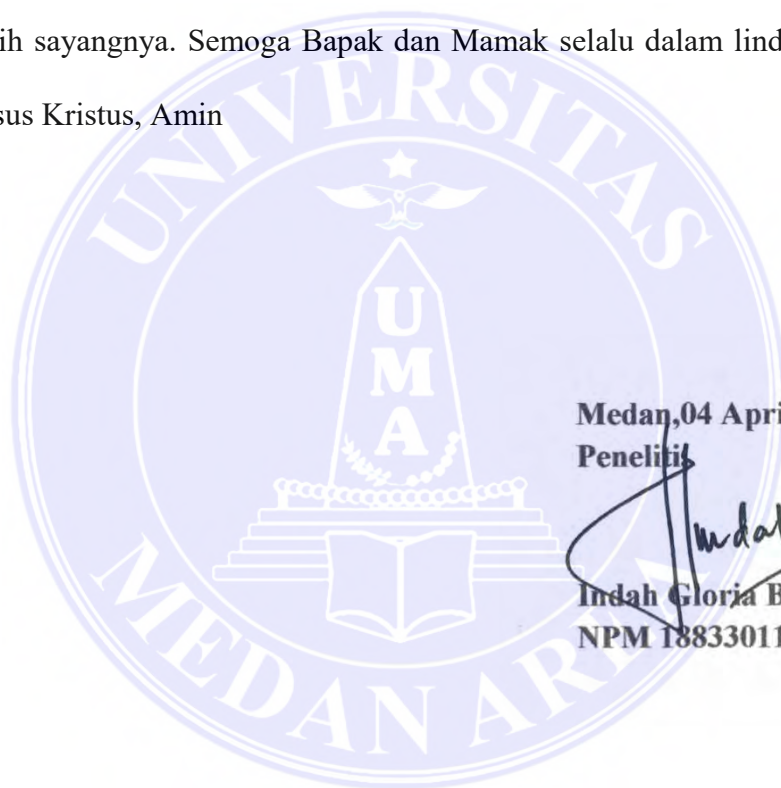 ih sayangnya. Semoga Bapak dan Mamak selalu dalam lind
sus Kristus, Amin
UNIVERSITAS
U
M
A
MEDAN AR
Medan,04 Apri
Peneliti
Indah Gloria B
NPM 18833011